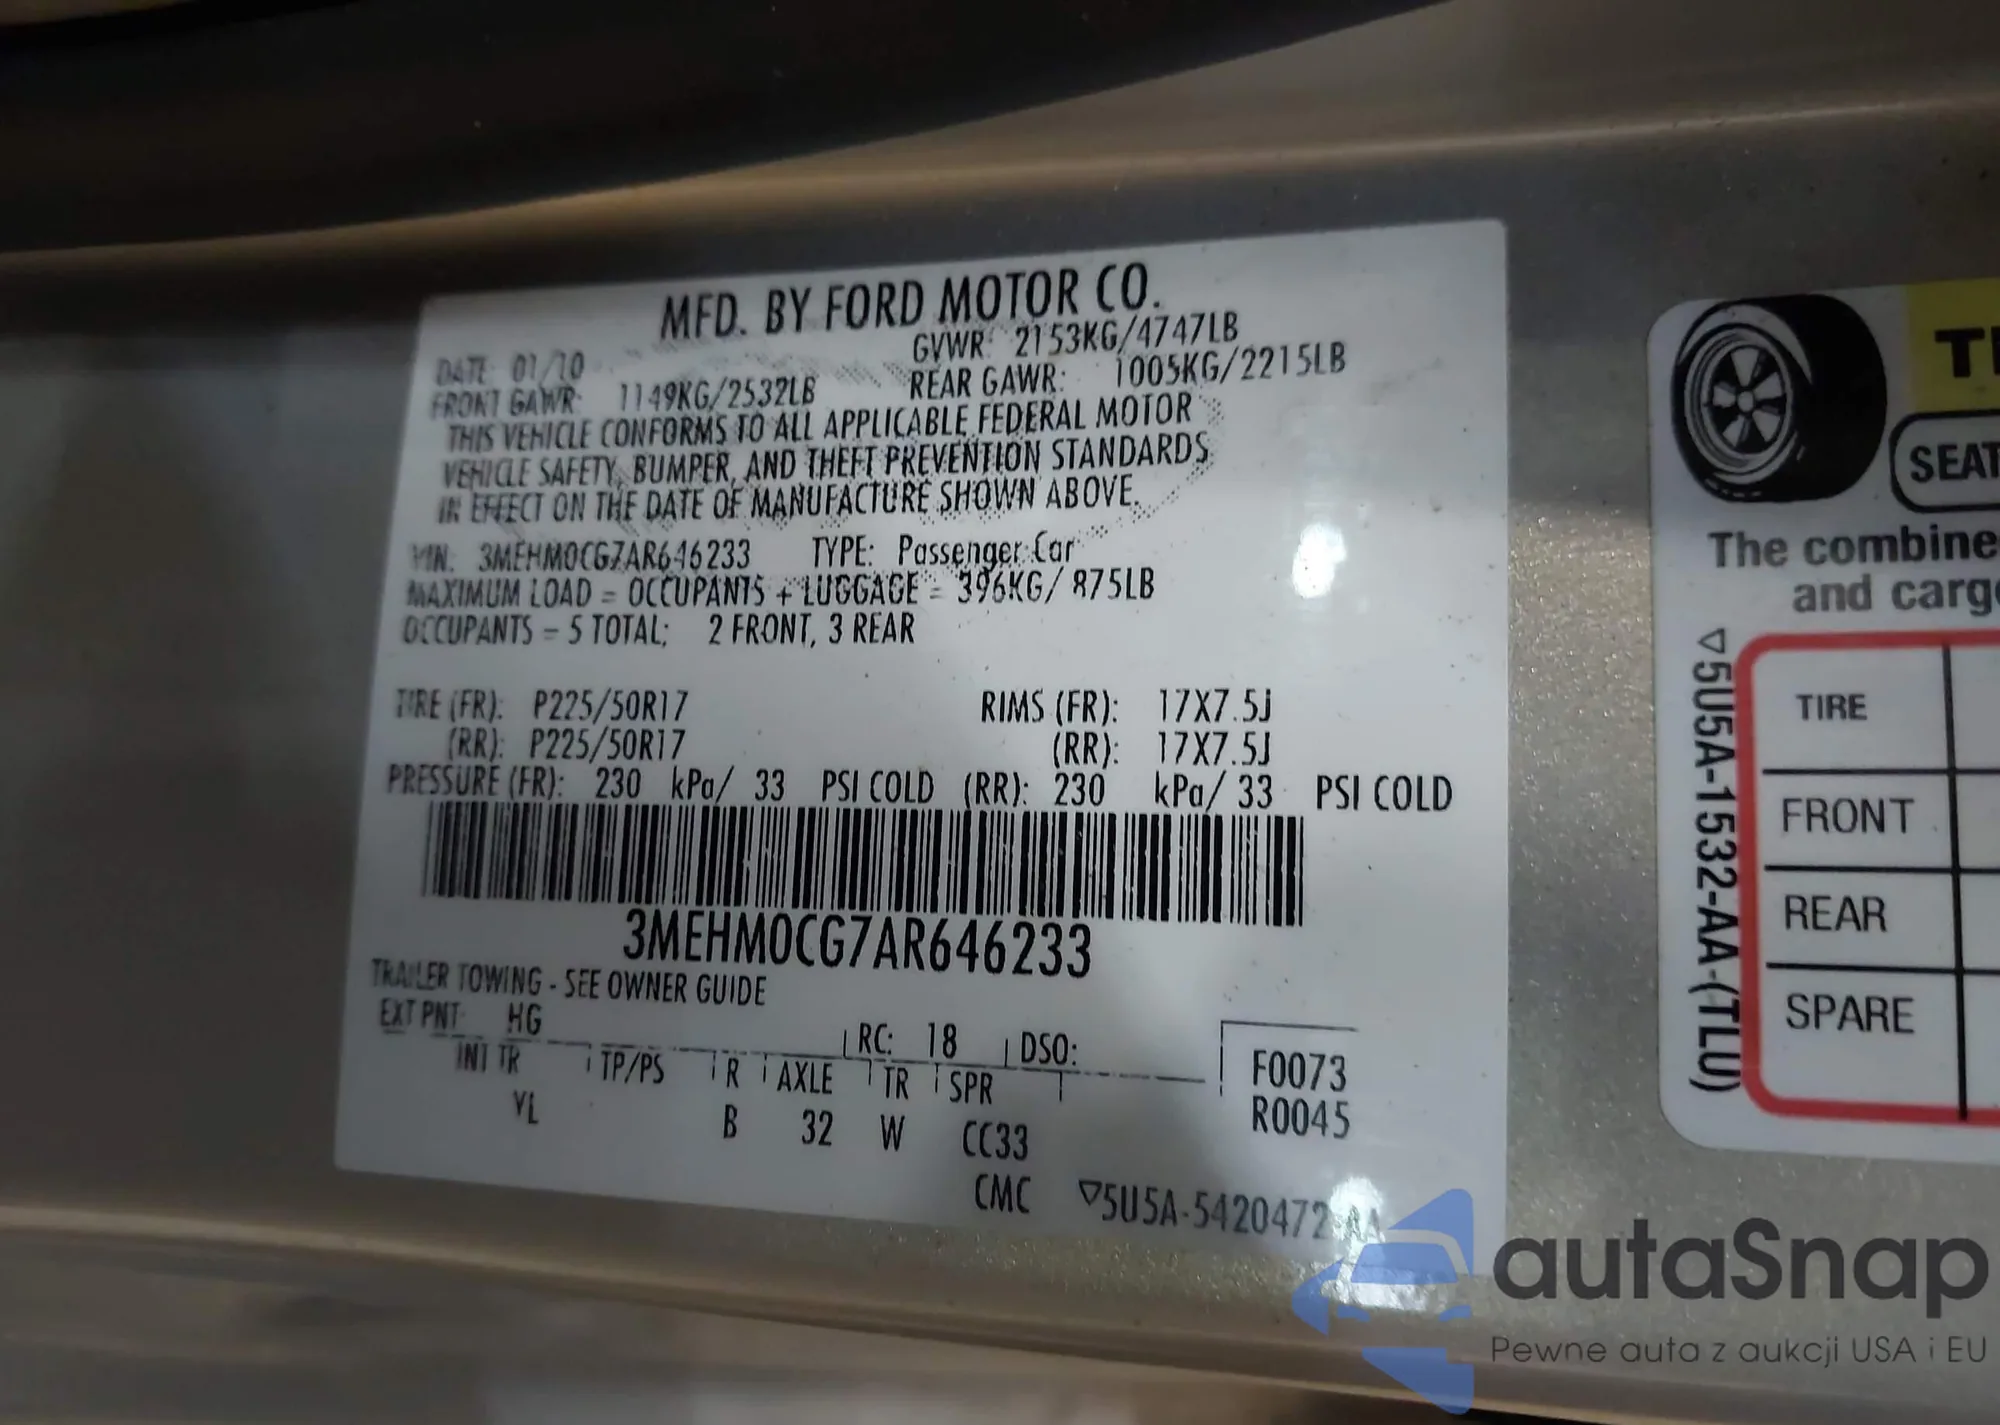 MFD. BY FORD MOTOR CO.
DATE: 01/10 GVWR: 2153KG/4747LB
FRONT GAWR: 1149KG/2532LB REAR GAWR: 1005KG/2215LB
THIS VEHICLE CONFORMS TO ALL APPLICABLE FEDERAL MOTOR
VEHICLE SAFETY, BUMPER, AND THEFT PREVENTION STANDARDS
IN EFFECT ON THE DATE OF MANUFACTURE SHOWN ABOVE.
VIN: 3MEHM0CG7AR646233 TYPE: Passenger Car
MAXIMUM LOAD = OCCUPANTS + LUGGAGE = 396KG/ 875LB
OCCUPANTS = 5 TOTAL; 2 FRONT, 3 REAR
TIRE (FR): P225/50R17 RIMS (FR): 17X7.5J
(RR): P225/50R17 (RR): 17X7.5J
PRESSURE (FR): 230 kPa/ 33 PSI COLD (RR): 230 kPa/ 33 PSI COLD
3MEHM0CG7AR646233
TRAILER TOWING - SEE OWNER GUIDE
EXT PNT: HG RC: 18 DSO:
INT TR TP/PS R AXLE TR SPR F0073
VL B 32 W CC33 R0045
CMC ▽5U5A-5420472-AA
SEAT
The combine
and carg
TIRE
FRONT
REAR
SPARE
▽5U5A-1532-AA-(TLU)
autaSnap
Pewne auta z aukcji USA i EU